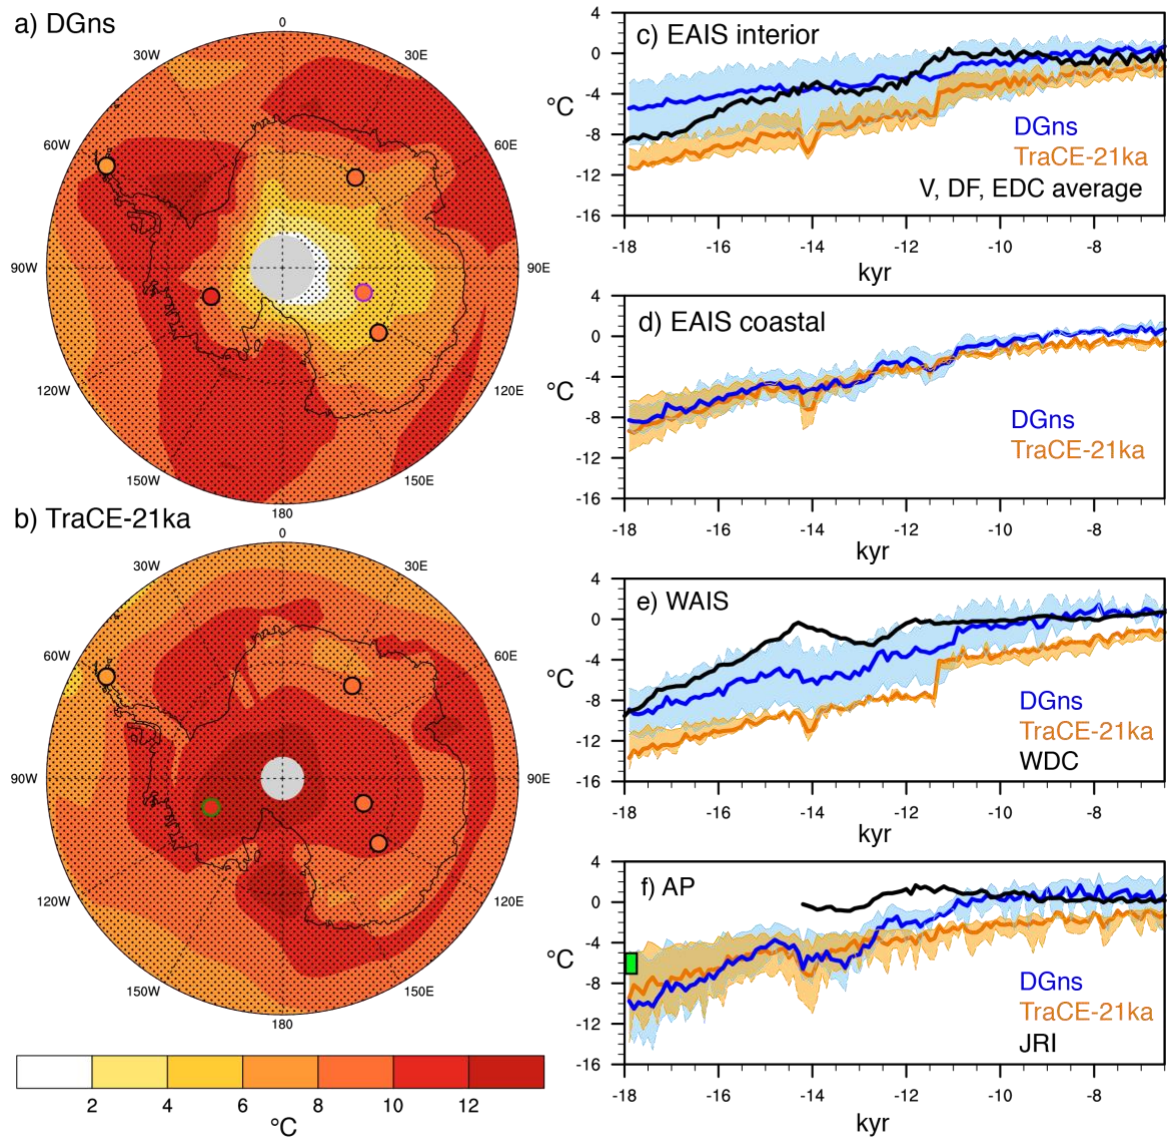 a) DGns
0
30W
30E
60W
60E
90W
90E
120W
120E
150W
150E
180
b) TraCE-21ka
0
30W
30E
60W
60E
90W
90E
120W
120E
150W
150E
180
2 4 6 8 10 12
°C
c) EAIS interior
4
0
-4
-8
-12
-16
°C
DGns
TraCE-21ka
V, DF, EDC average
-18 -16 -14 -12 -10 -8
kyr
d) EAIS coastal
4
0
-4
-8
-12
-16
°C
DGns
TraCE-21ka
-18 -16 -14 -12 -10 -8
kyr
e) WAIS
4
0
-4
-8
-12
-16
°C
DGns
TraCE-21ka
WDC
-18 -16 -14 -12 -10 -8
kyr
f) AP
4
0
-4
-8
-12
-16
°C
DGns
TraCE-21ka
JRI
-18 -16 -14 -12 -10 -8
kyr